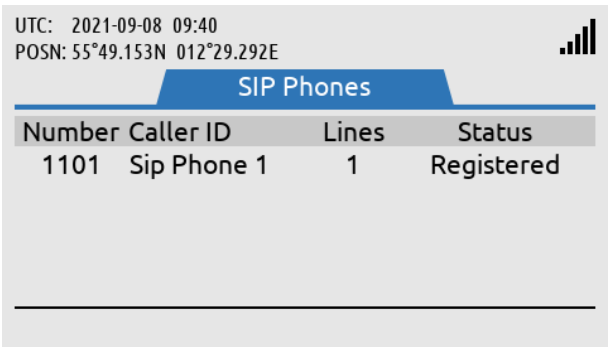 UTC: 2021-09-08 09:40
POSN: 55°49.153N 012°29.292E
SIP Phones
Number Caller ID Lines Status
1101 Sip Phone 1 1 Registered